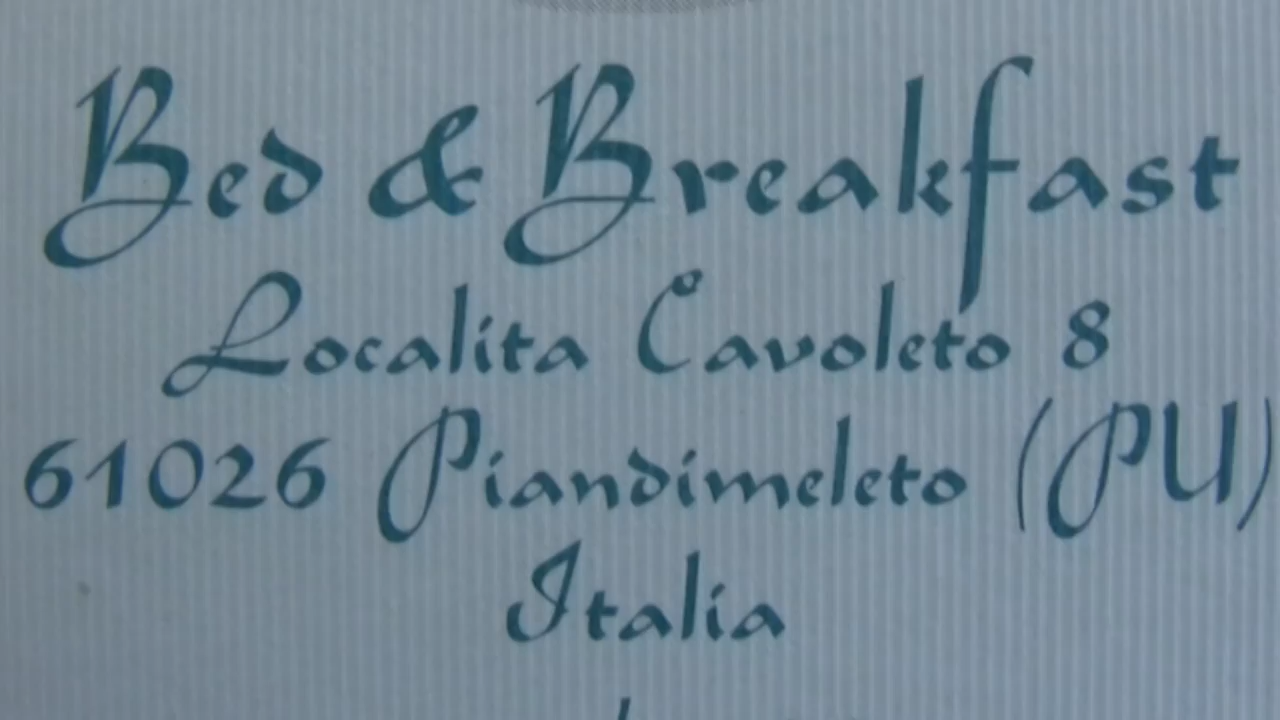 Bed & Breakfast
Localita Cavoleto 8
61026 Piandimeleto (PU)
Italia